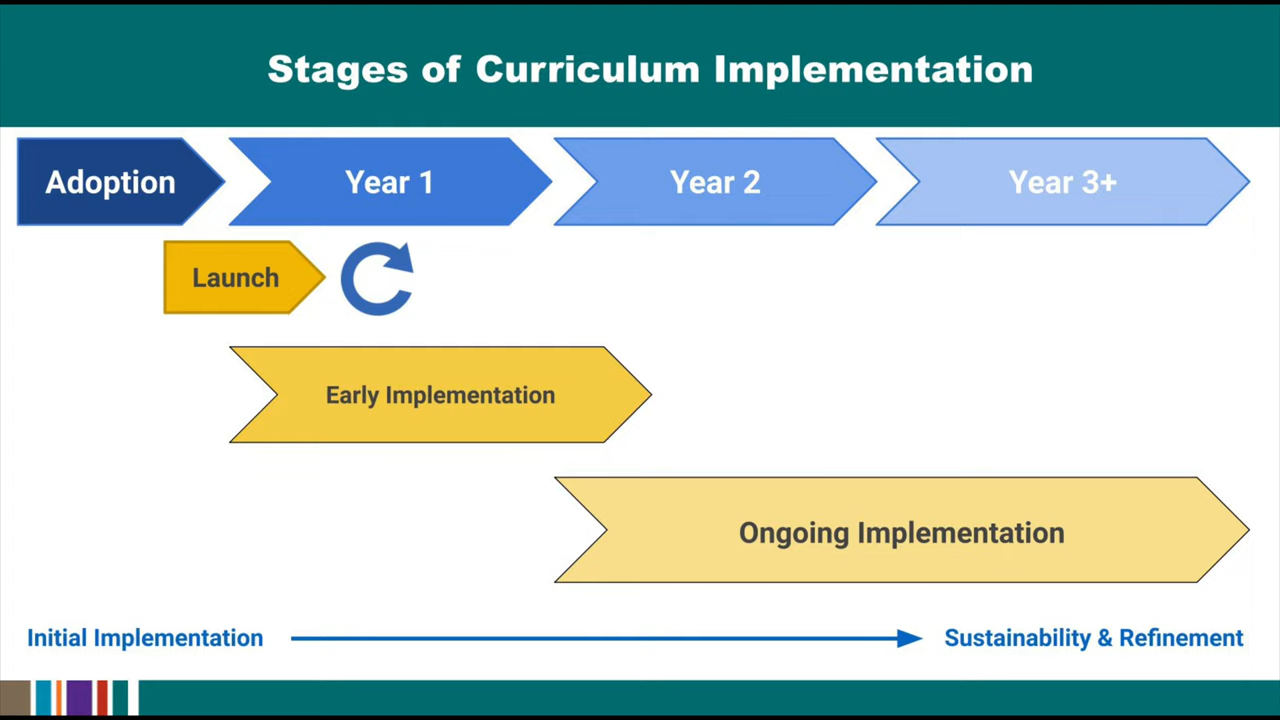 Stages of Curriculum Implementation
Adoption
Year 1
Year 2
Year 3+
Launch
Early Implementation
Ongoing Implementation
Initial Implementation
Sustainability & Refinement